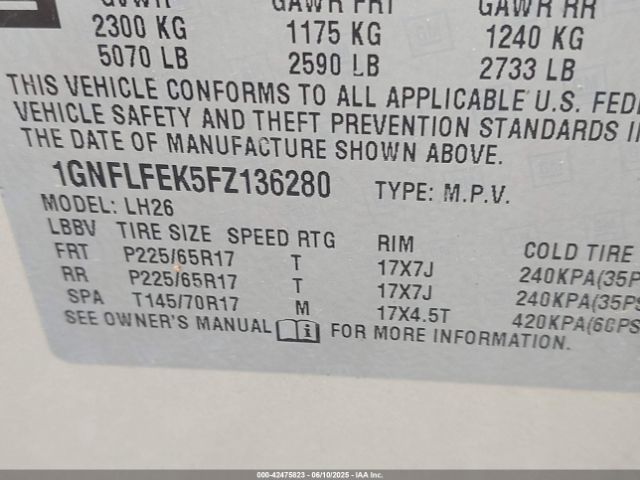 GVWR GAWR FRT GAWR RR
2300 KG 1175 KG 1240 KG
5070 LB 2590 LB 2733 LB
THIS VEHICLE CONFORMS TO ALL APPLICABLE U.S. FED
VEHICLE SAFETY AND THEFT PREVENTION STANDARDS I
THE DATE OF MANUFACTURE SHOWN ABOVE.
1GNFLFEK5FZ136280 TYPE: M.P.V.
MODEL: LH26
LBBV TIRE SIZE SPEED RTG RIM COLD TIRE
FRT P225/65R17 T 17X7J 240KPA(35P
RR P225/65R17 T 17X7J 240KPA(35PS
SPA T145/70R17 M 17X4.5T 420KPA(60PS
SEE OWNER'S MANUAL i FOR MORE INFORMATION.
000-42475823 - 06/10/2025 - IAA Inc.